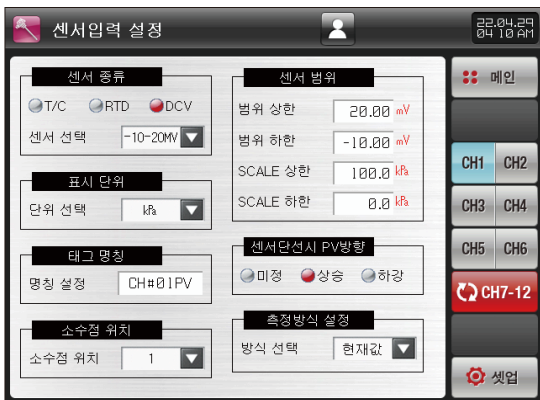 센서입력 설정
22.04.29
04 10 AM
센서 종류
T/C RTD DCV
센서 선택 -10-20MV
표시 단위
단위 선택 kPa
태그 명칭
명칭 설정 CH#01PV
소수점 위치
소수점 위치 1
센서 범위
범위 상한 20.00 mV
범위 하한 -10.00 mV
SCALE 상한 100.0 kPa
SCALE 하한 0.0 kPa
센서단선시 PV방향
미정 상승 하강
측정방식 설정
방식 선택 현재값
메인
CH1 CH2
CH3 CH4
CH5 CH6
CH7-12
셋업